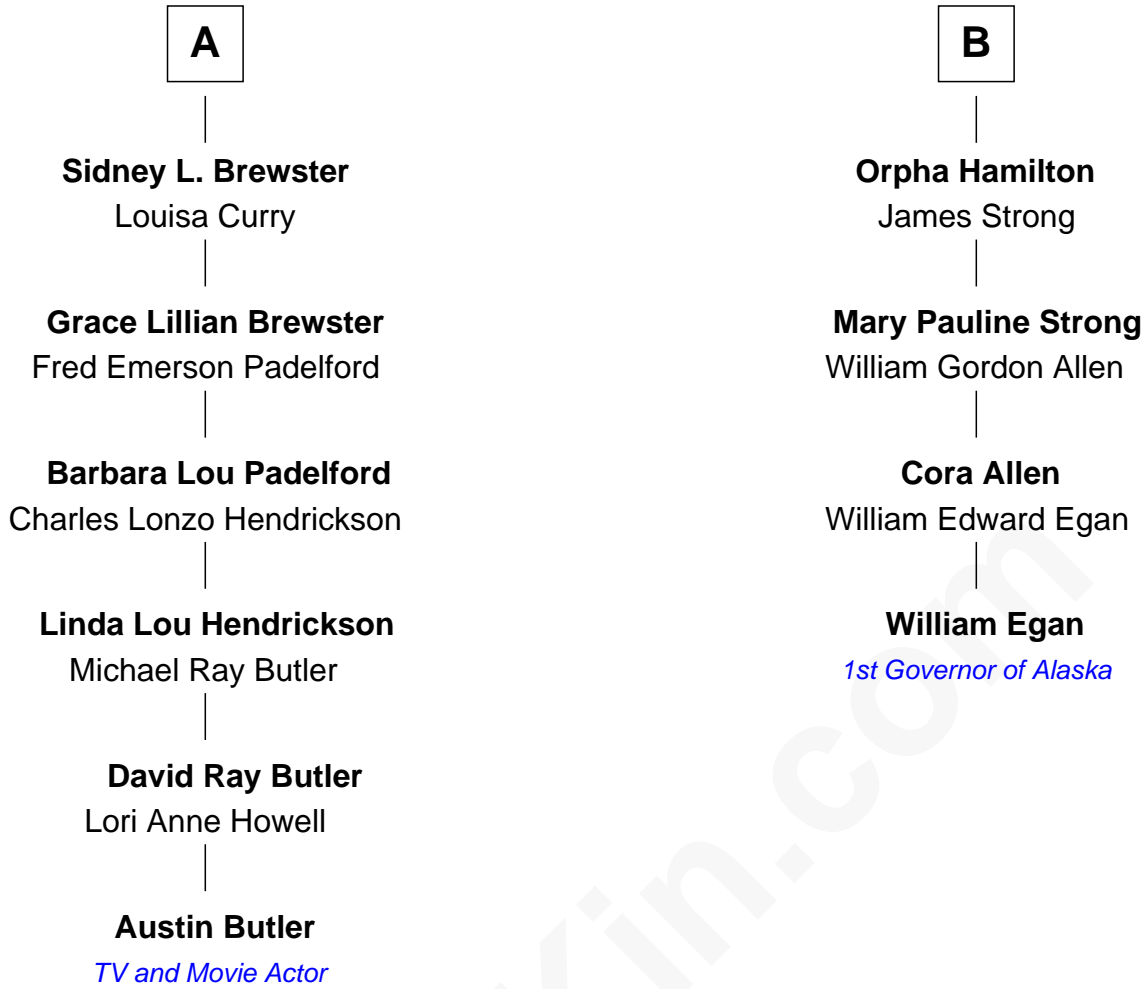 A
Sidney L. Brewster
Louisa Curry
Grace Lillian Brewster
Fred Emerson Padelford
Barbara Lou Padelford
Charles Lonzo Hendrickson
Linda Lou Hendrickson
Michael Ray Butler
David Ray Butler
Lori Anne Howell
Austin Butler
TV and Movie Actor
B
Orpha Hamilton
James Strong
Mary Pauline Strong
William Gordon Allen
Cora Allen
William Edward Egan
William Egan
1st Governor of Alaska
Kin.com